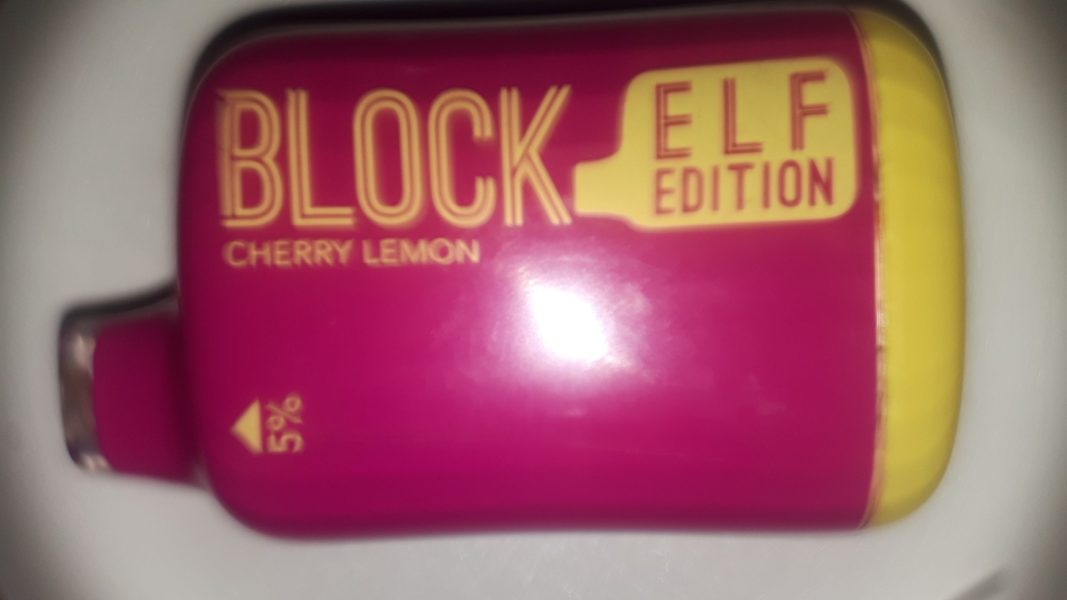 BLOCK
ELF
EDITION
CHERRY LEMON
5%